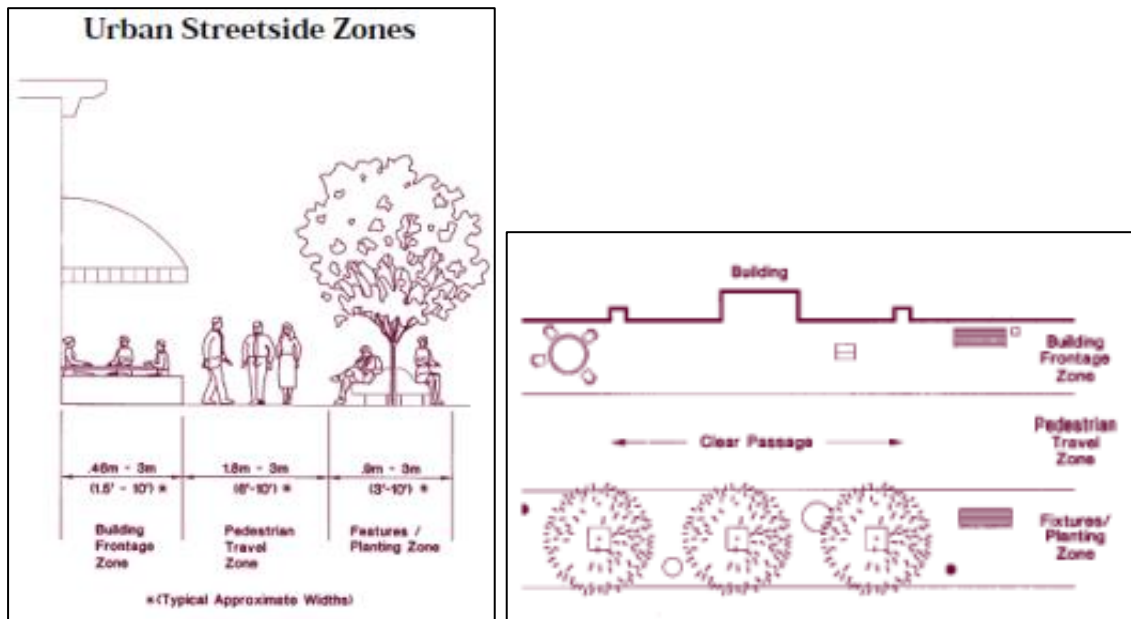 Urban Streetside Zones
.46m - 3m
(1.5' - 10') *
1.8m - 3m
(6'-10') *
.9m - 3m
(3'-10') *
Building
Frontage
Zone
Pedestrian
Travel
Zone
Features /
Planting Zone
*(Typical Approximate Widths)
Building
Building
Frontage
Zone
Clear Passage
Pedestrian
Travel
Zone
Fixtures/
Planting
Zone